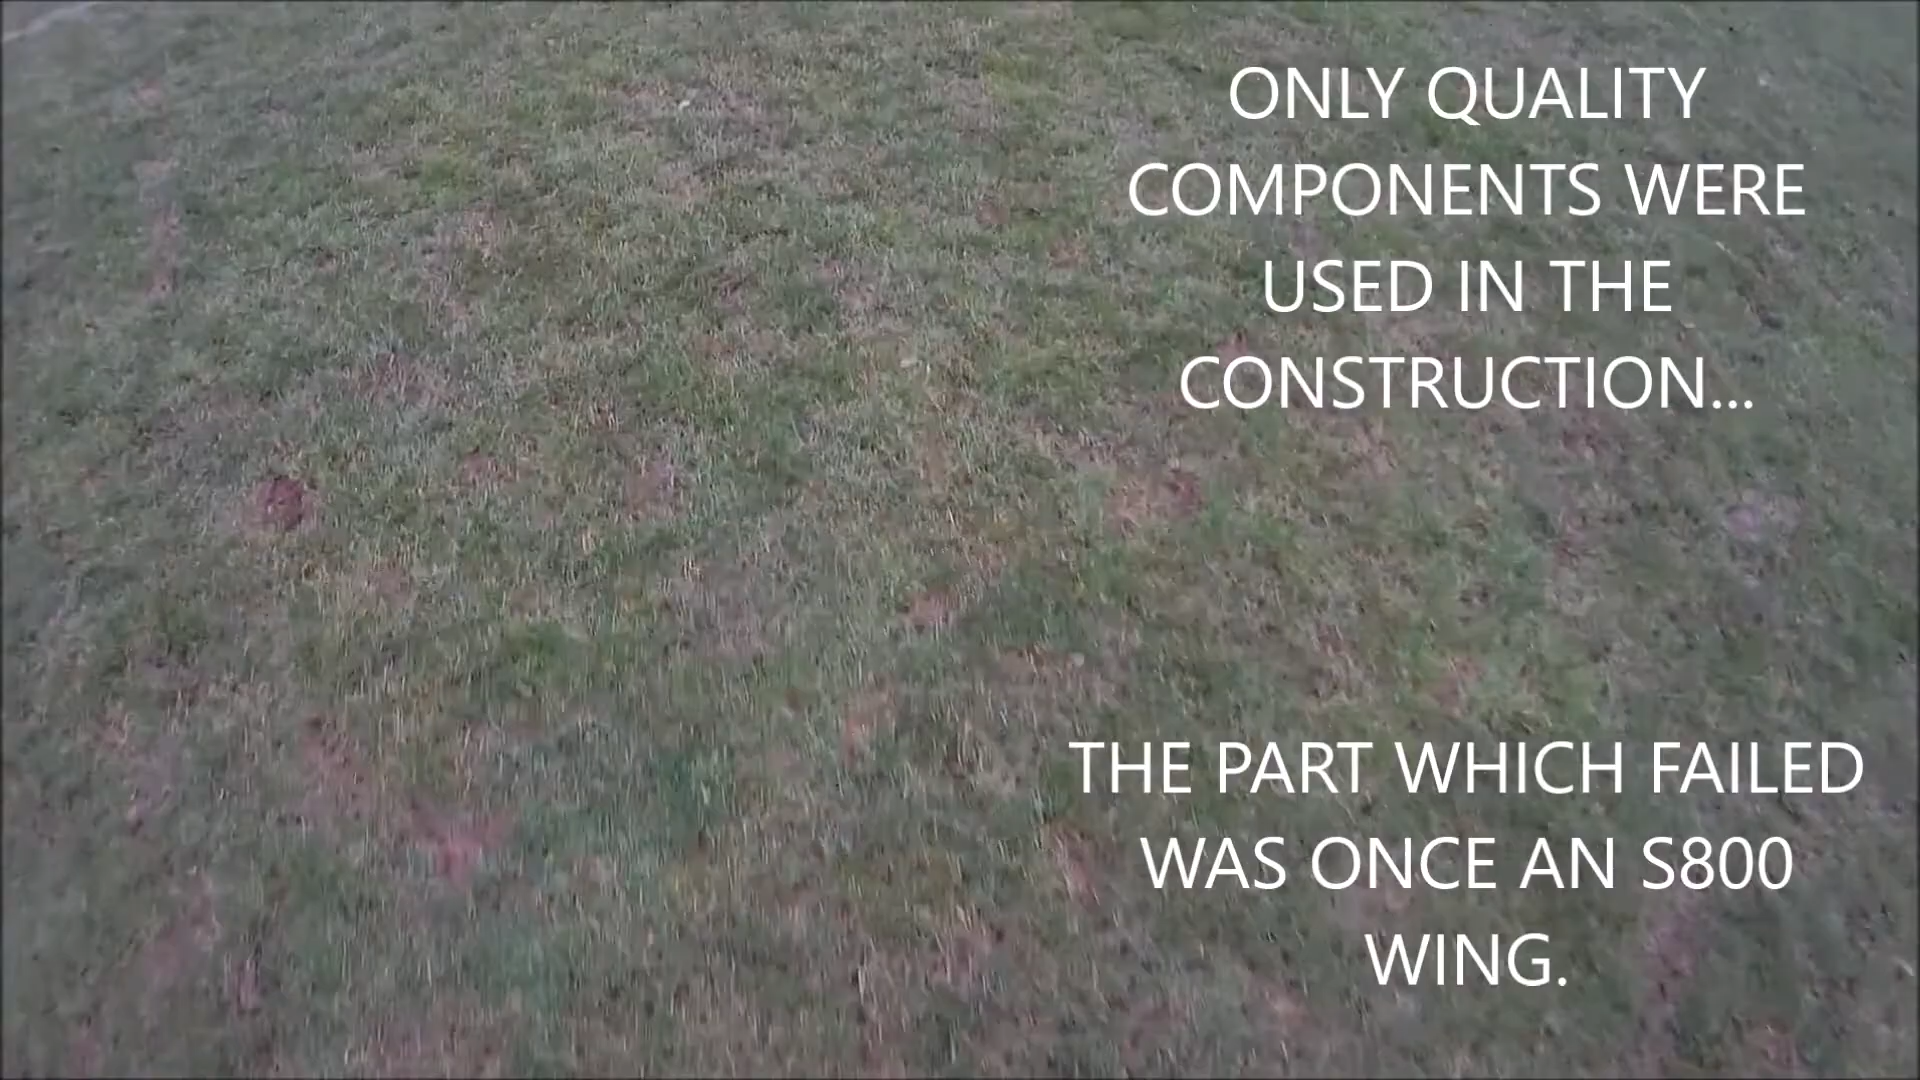 ONLY QUALITY
COMPONENTS WERE
USED IN THE
CONSTRUCTION...
THE PART WHICH FAILED
WAS ONCE AN S800
WING.